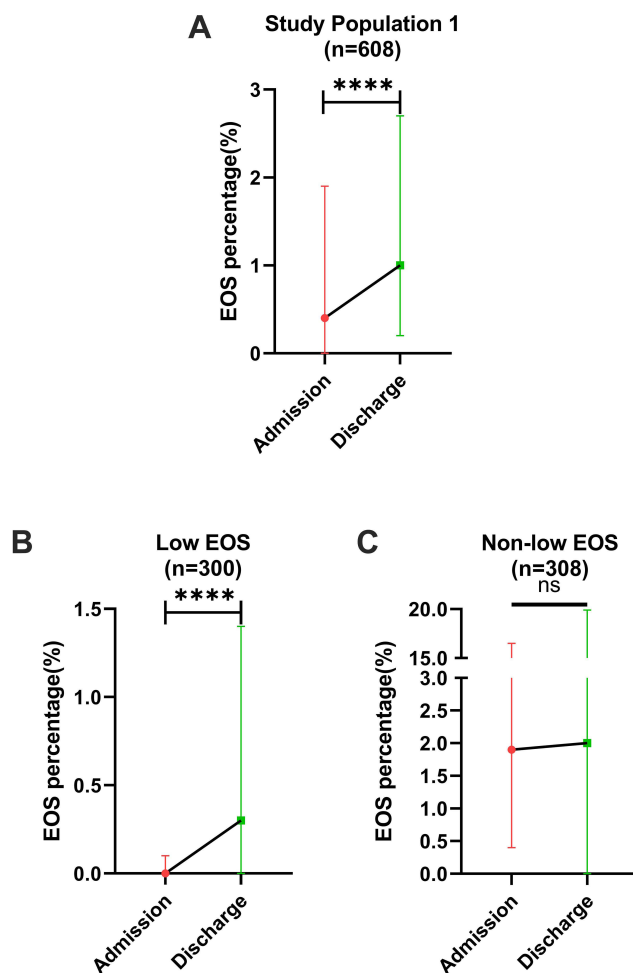 A
Study Population 1
(n=608)
****
EOS percentage(%)
3
2
1
0
Admission
Discharge
B
Low EOS
(n=300)
****
EOS percentage(%)
1.5
1.0
0.5
0.0
Admission
Discharge
C
Non-low EOS
(n=308)
ns
EOS percentage(%)
20.0
15.0
3.0
2.5
2.0
1.5
1.0
0.5
0.0
Admission
Discharge